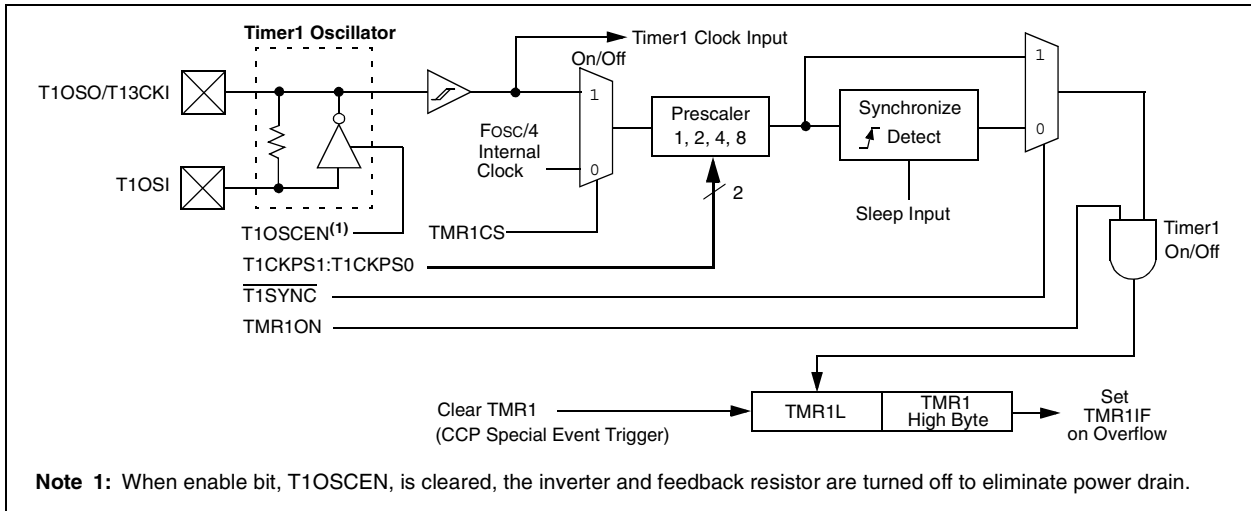 Timer1 Oscillator
Timer1 Clock Input
On/Off
T1OSO/T13CKI
1
1
Prescaler
1, 2, 4, 8
Synchronize
Detect
FOSC/4
Internal
Clock
0
0
T1OSI
2
Sleep Input
T1OSCEN(1)
TMR1CS
Timer1
On/Off
T1CKPS1:T1CKPS0
T1SYNC
TMR1ON
Clear TMR1
(CCP Special Event Trigger)
TMR1L
TMR1
High Byte
Set
TMR1IF
on Overflow
Note 1: When enable bit, T1OSCEN, is cleared, the inverter and feedback resistor are turned off to eliminate power drain.